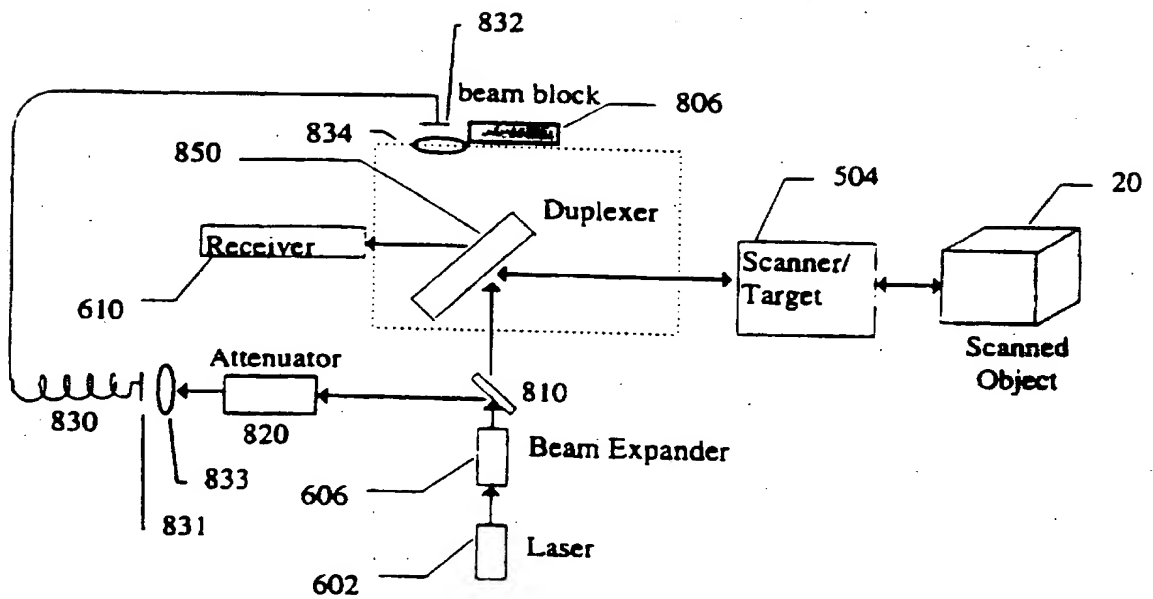 832
beam block
806
834
850
504
20
Duplexer
Receiver
Scanner/
Target
610
Scanned
Object
Attenuator
810
830
820
Beam Expander
833
606
831
Laser
602